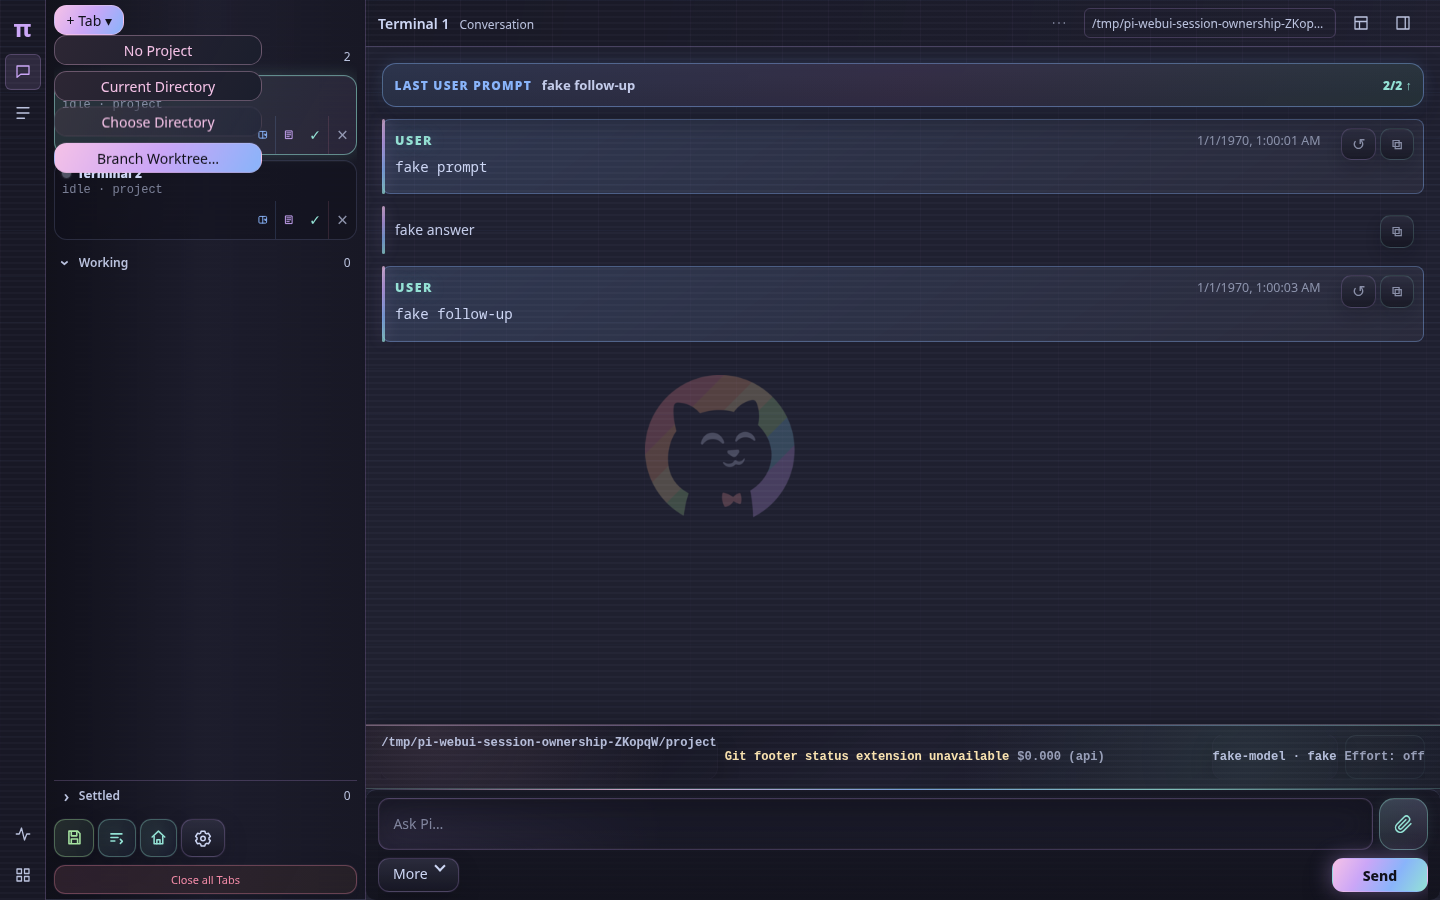 π
+ Tab ▾
No Project
2
Current Directory
idle · project
Choose Directory
Branch Worktree...
Terminal 2
idle · project
Working
0
Settled
0
Close all Tabs
Terminal 1 Conversation
···
/tmp/pi-webui-session-ownership-ZKop...
LAST USER PROMPT fake follow-up
2/2 ↑
USER
1/1/1970, 1:00:01 AM
fake prompt
fake answer
USER
1/1/1970, 1:00:03 AM
fake follow-up
/tmp/pi-webui-session-ownership-ZKopqW/project
Git footer status extension unavailable $0.000 (api)
fake-model · fake Effort: off
Ask Pi...
More
Send